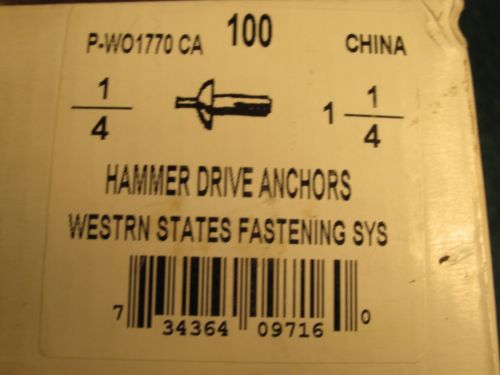 P-WO1770 CA 100 CHINA
1/4 1 1/4
HAMMER DRIVE ANCHORS
WESTRN STATES FASTENING SYS
7 34364 09716 0